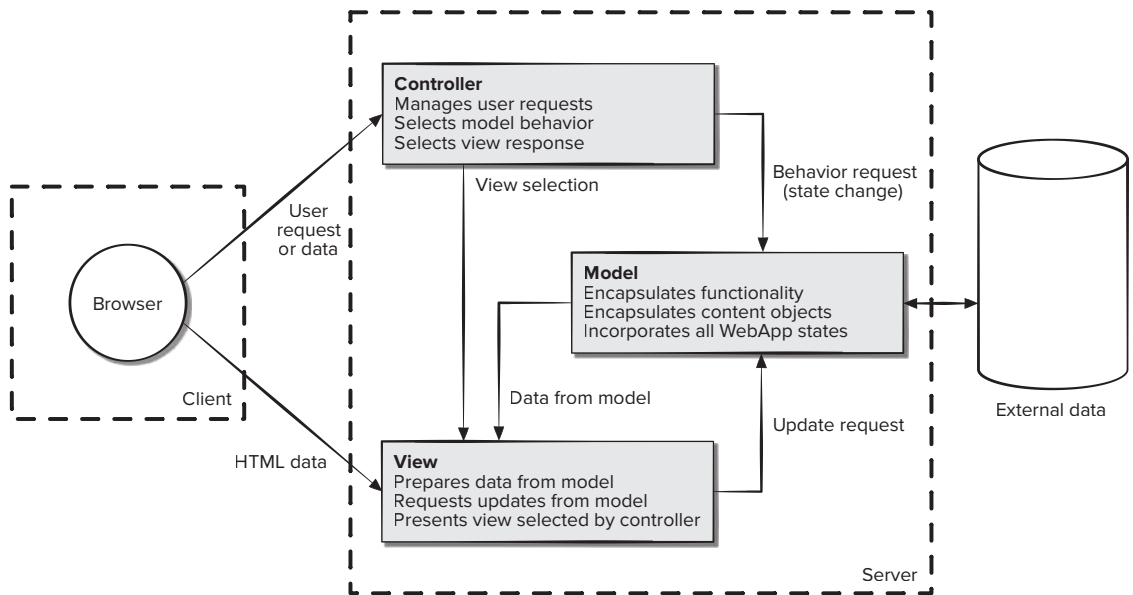 Controller
Manages user requests
Selects model behavior
Selects view response
View selection
Behavior request
(state change)
User
request
or data
Browser
Client
Model
Encapsulates functionality
Encapsulates content objects
Incorporates all WebApp states
Data from model
Update request
External data
HTML data
View
Prepares data from model
Requests updates from model
Presents view selected by controller
Server